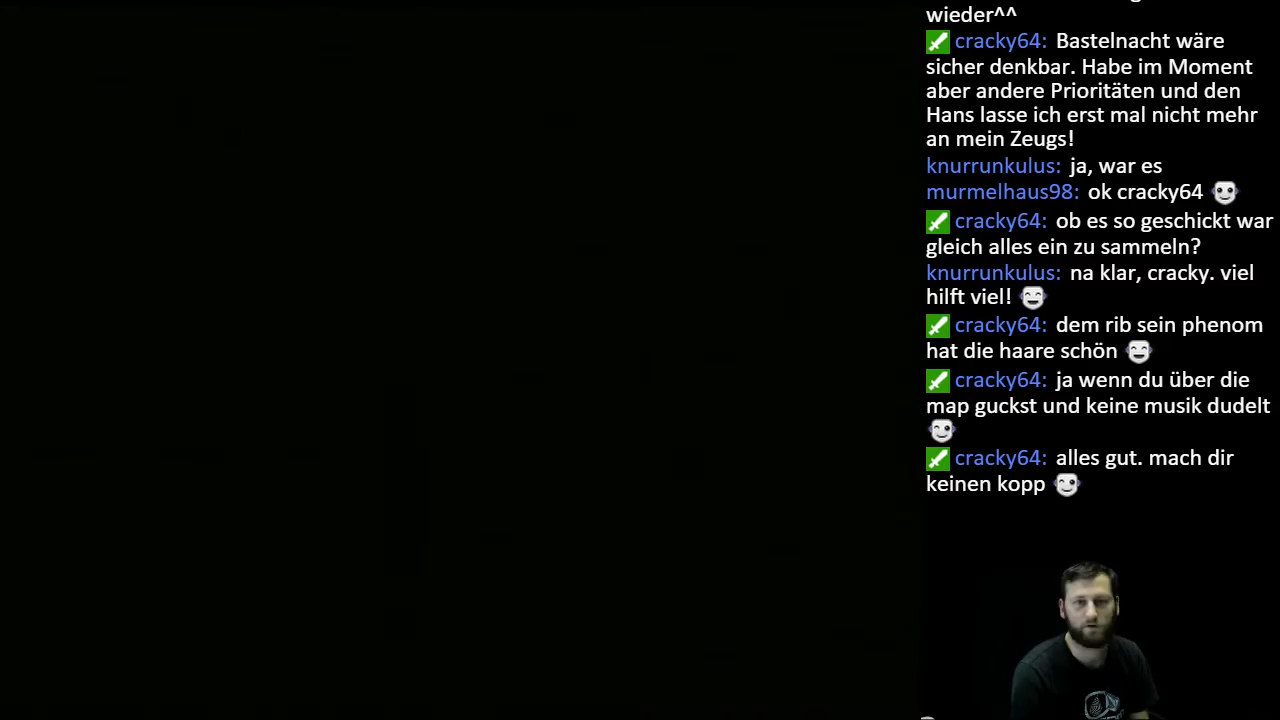 wieder^^
cracky64: Bastelnacht wäre
sicher denkbar. Habe im Moment
aber andere Prioritäten und den
Hans lasse ich erst mal nicht mehr
an mein Zeugs!
knurrunkulus: ja, war es
murmelhaus98: ok cracky64
cracky64: ob es so geschickt war
gleich alles ein zu sammeln?
knurrunkulus: na klar, cracky. viel
hilft viel!
cracky64: dem rib sein phenom
hat die haare schön
cracky64: ja wenn du über die
map guckst und keine musik dudelt
cracky64: alles gut. mach dir
keinen kopp